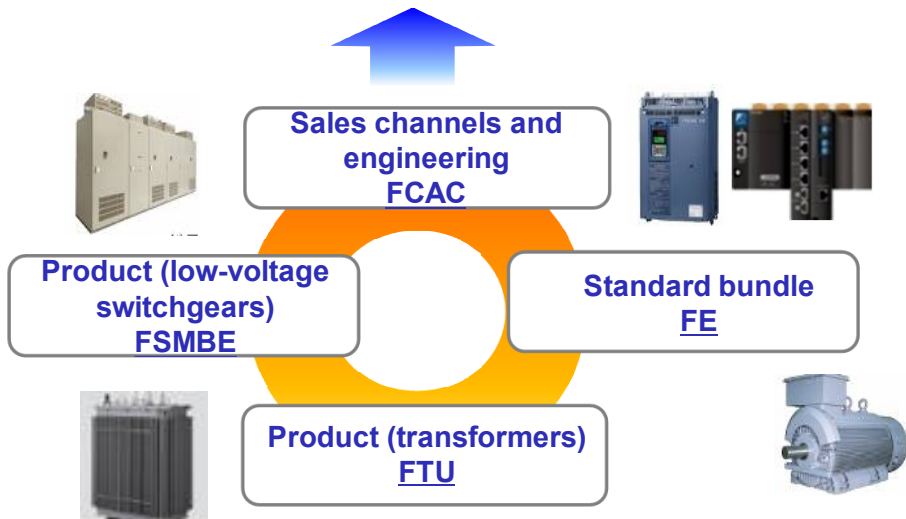 Sales channels and
engineering
FCAC
Product (low-voltage
switchgears)
FSMBE
Standard bundle
FE
Product (transformers)
FTU